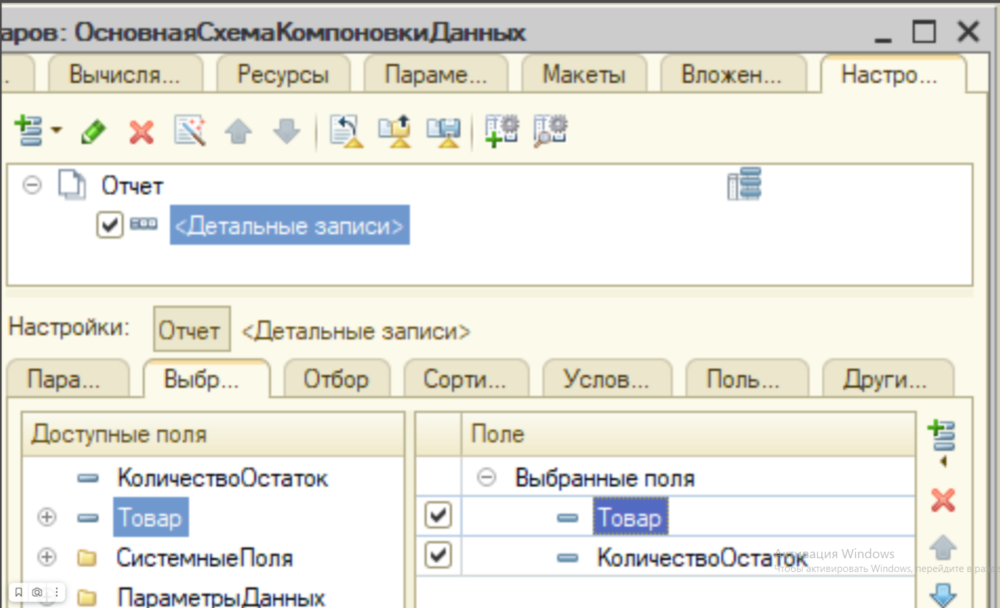 аров: ОсновнаяСхемаКомпоновкиДанных
. Вычисля... Ресурсы Параме... Макеты Вложен... Настро...
Отчет
<Детальные записи>
Настройки: Отчет <Детальные записи>
Пара... Выбр... Отбор Сорти... Услов... Поль... Други...
Доступные поля Поле
КоличествоОстаток Выбранные поля
Товар Товар
СистемныеПоля КоличествоОстаток
Активация Windows
Чтобы активировать Windows, перейдите в разде
ПараметрыДанных